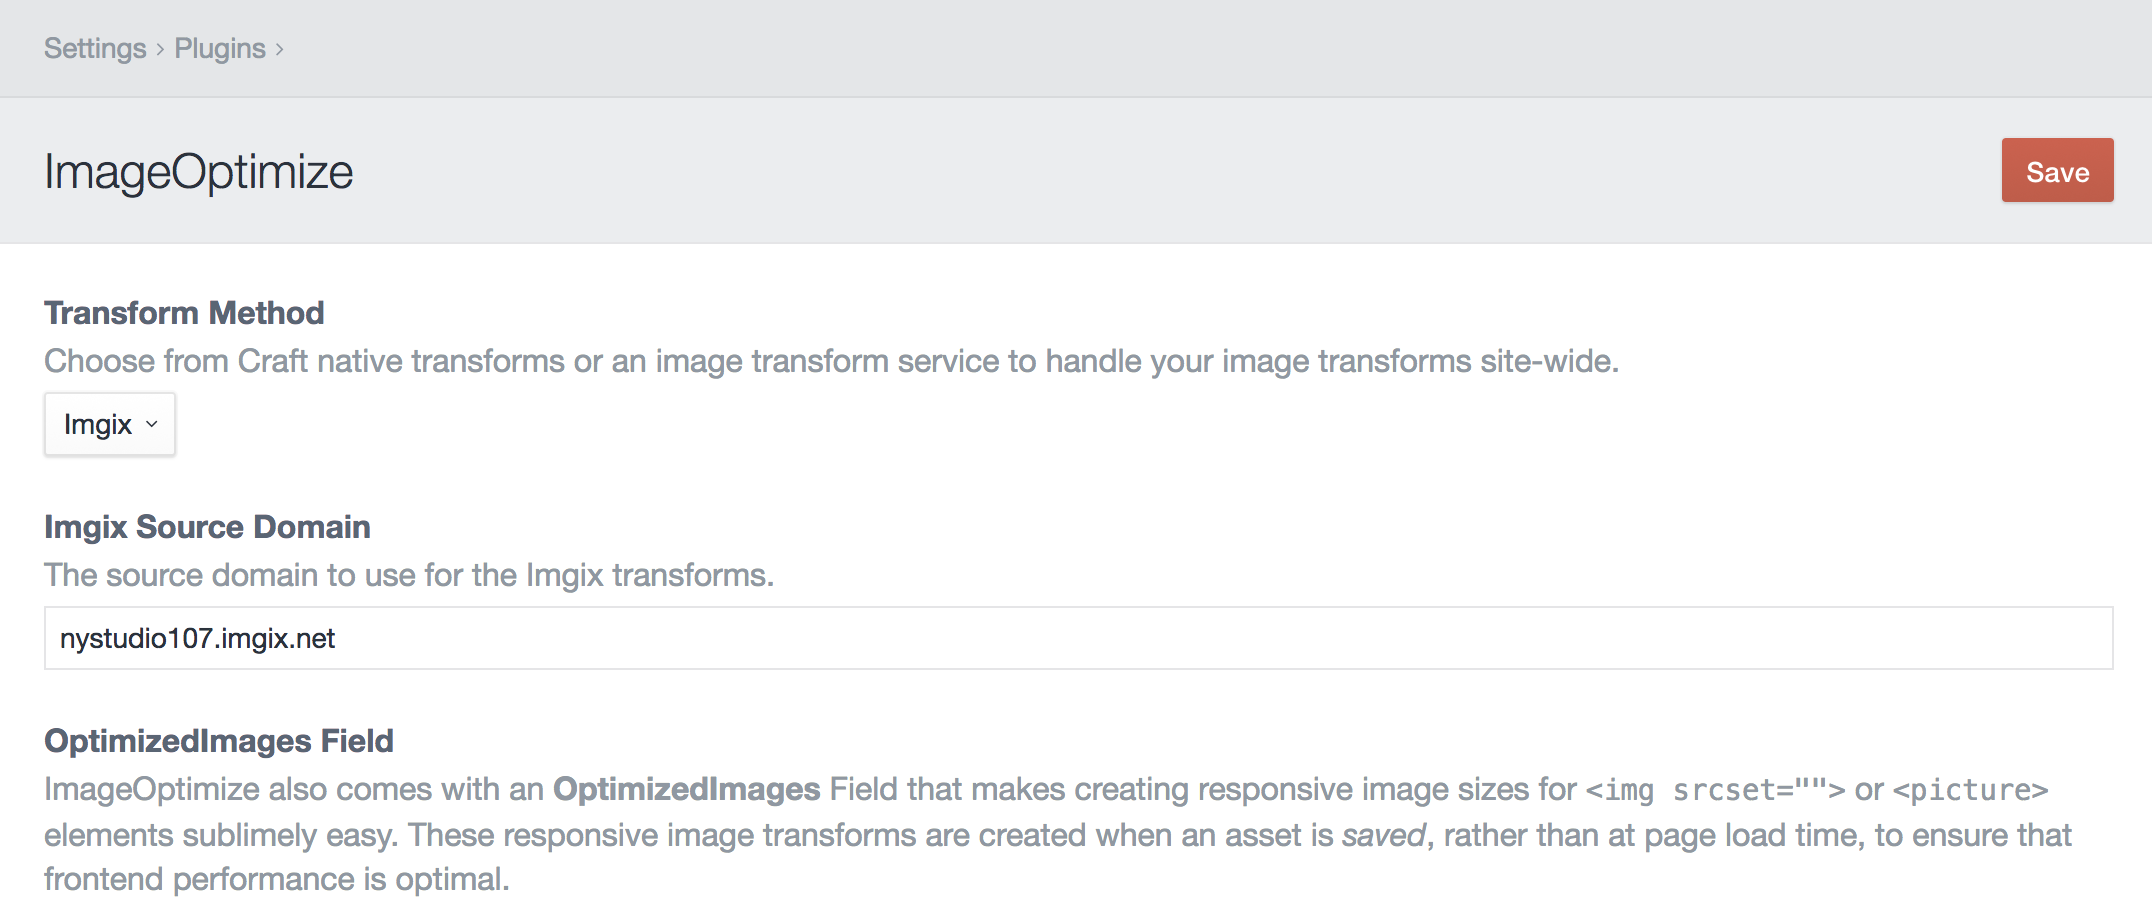 Settings › Plugins ›
ImageOptimize
Save
Transform Method
Choose from Craft native transforms or an image transform service to handle your image transforms site-wide.
Imgix
Imgix Source Domain
The source domain to use for the Imgix transforms.
nystudio107.imgix.net
OptimizedImages Field
ImageOptimize also comes with an OptimizedImages Field that makes creating responsive image sizes for <img srcset=""> or <picture>
elements sublimely easy. These responsive image transforms are created when an asset is saved, rather than at page load time, to ensure that
frontend performance is optimal.